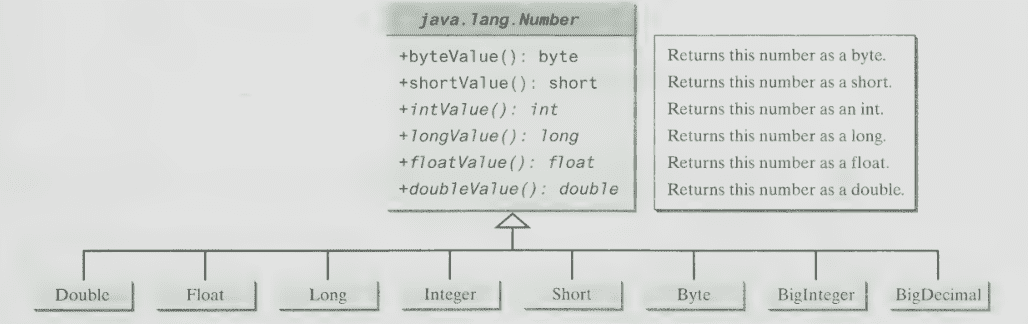 java.lang.Number
+byteValue(): byte
+shortValue(): short
+intValue(): int
+longValue(): long
+floatValue(): float
+doubleValue(): double
Returns this number as a byte.
Returns this number as a short.
Returns this number as an int.
Returns this number as a long.
Returns this number as a float.
Returns this number as a double.
Double
Float
Long
Integer
Short
Byte
BigInteger
BigDecimal